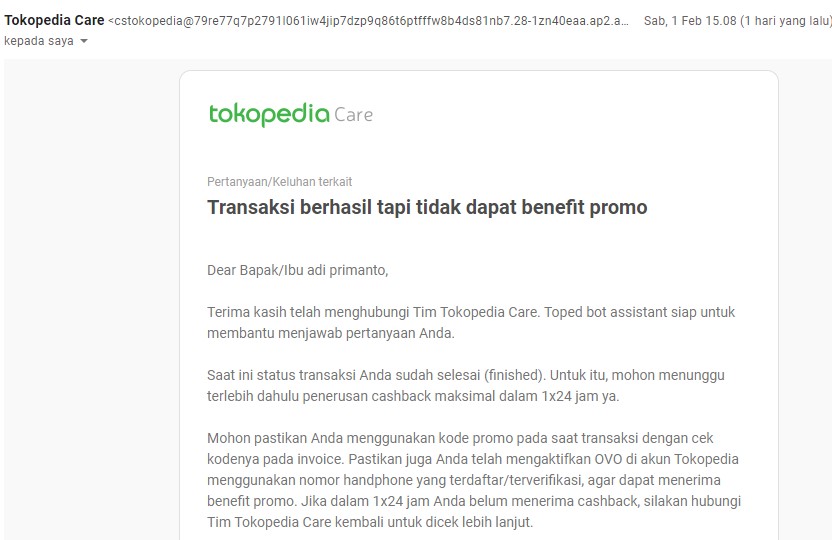 Tokopedia Care <cstokopedia@79re77q7p2791l061iw4jip7dzp9q86t6ptfffw8b4ds81nb7.28-1zn40eaa.ap2.a... Sab, 1 Feb 15.08 (1 hari yang lalu)
kepada saya
tokopedia Care
Pertanyaan/Keluhan terkait
Transaksi berhasil tapi tidak dapat benefit promo
Dear Bapak/Ibu adi primanto,
Terima kasih telah menghubungi Tim Tokopedia Care. Toped bot assistant siap untuk
membantu menjawab pertanyaan Anda.
Saat ini status transaksi Anda sudah selesai (finished). Untuk itu, mohon menunggu
terlebih dahulu penerusan cashback maksimal dalam 1x24 jam ya.
Mohon pastikan Anda menggunakan kode promo pada saat transaksi dengan cek
kodenya pada invoice. Pastikan juga Anda telah mengaktifkan OVO di akun Tokopedia
menggunakan nomor handphone yang terdaftar/terverifikasi, agar dapat menerima
benefit promo. Jika dalam 1x24 jam Anda belum menerima cashback, silakan hubungi
Tim Tokopedia Care kembali untuk dicek lebih lanjut.